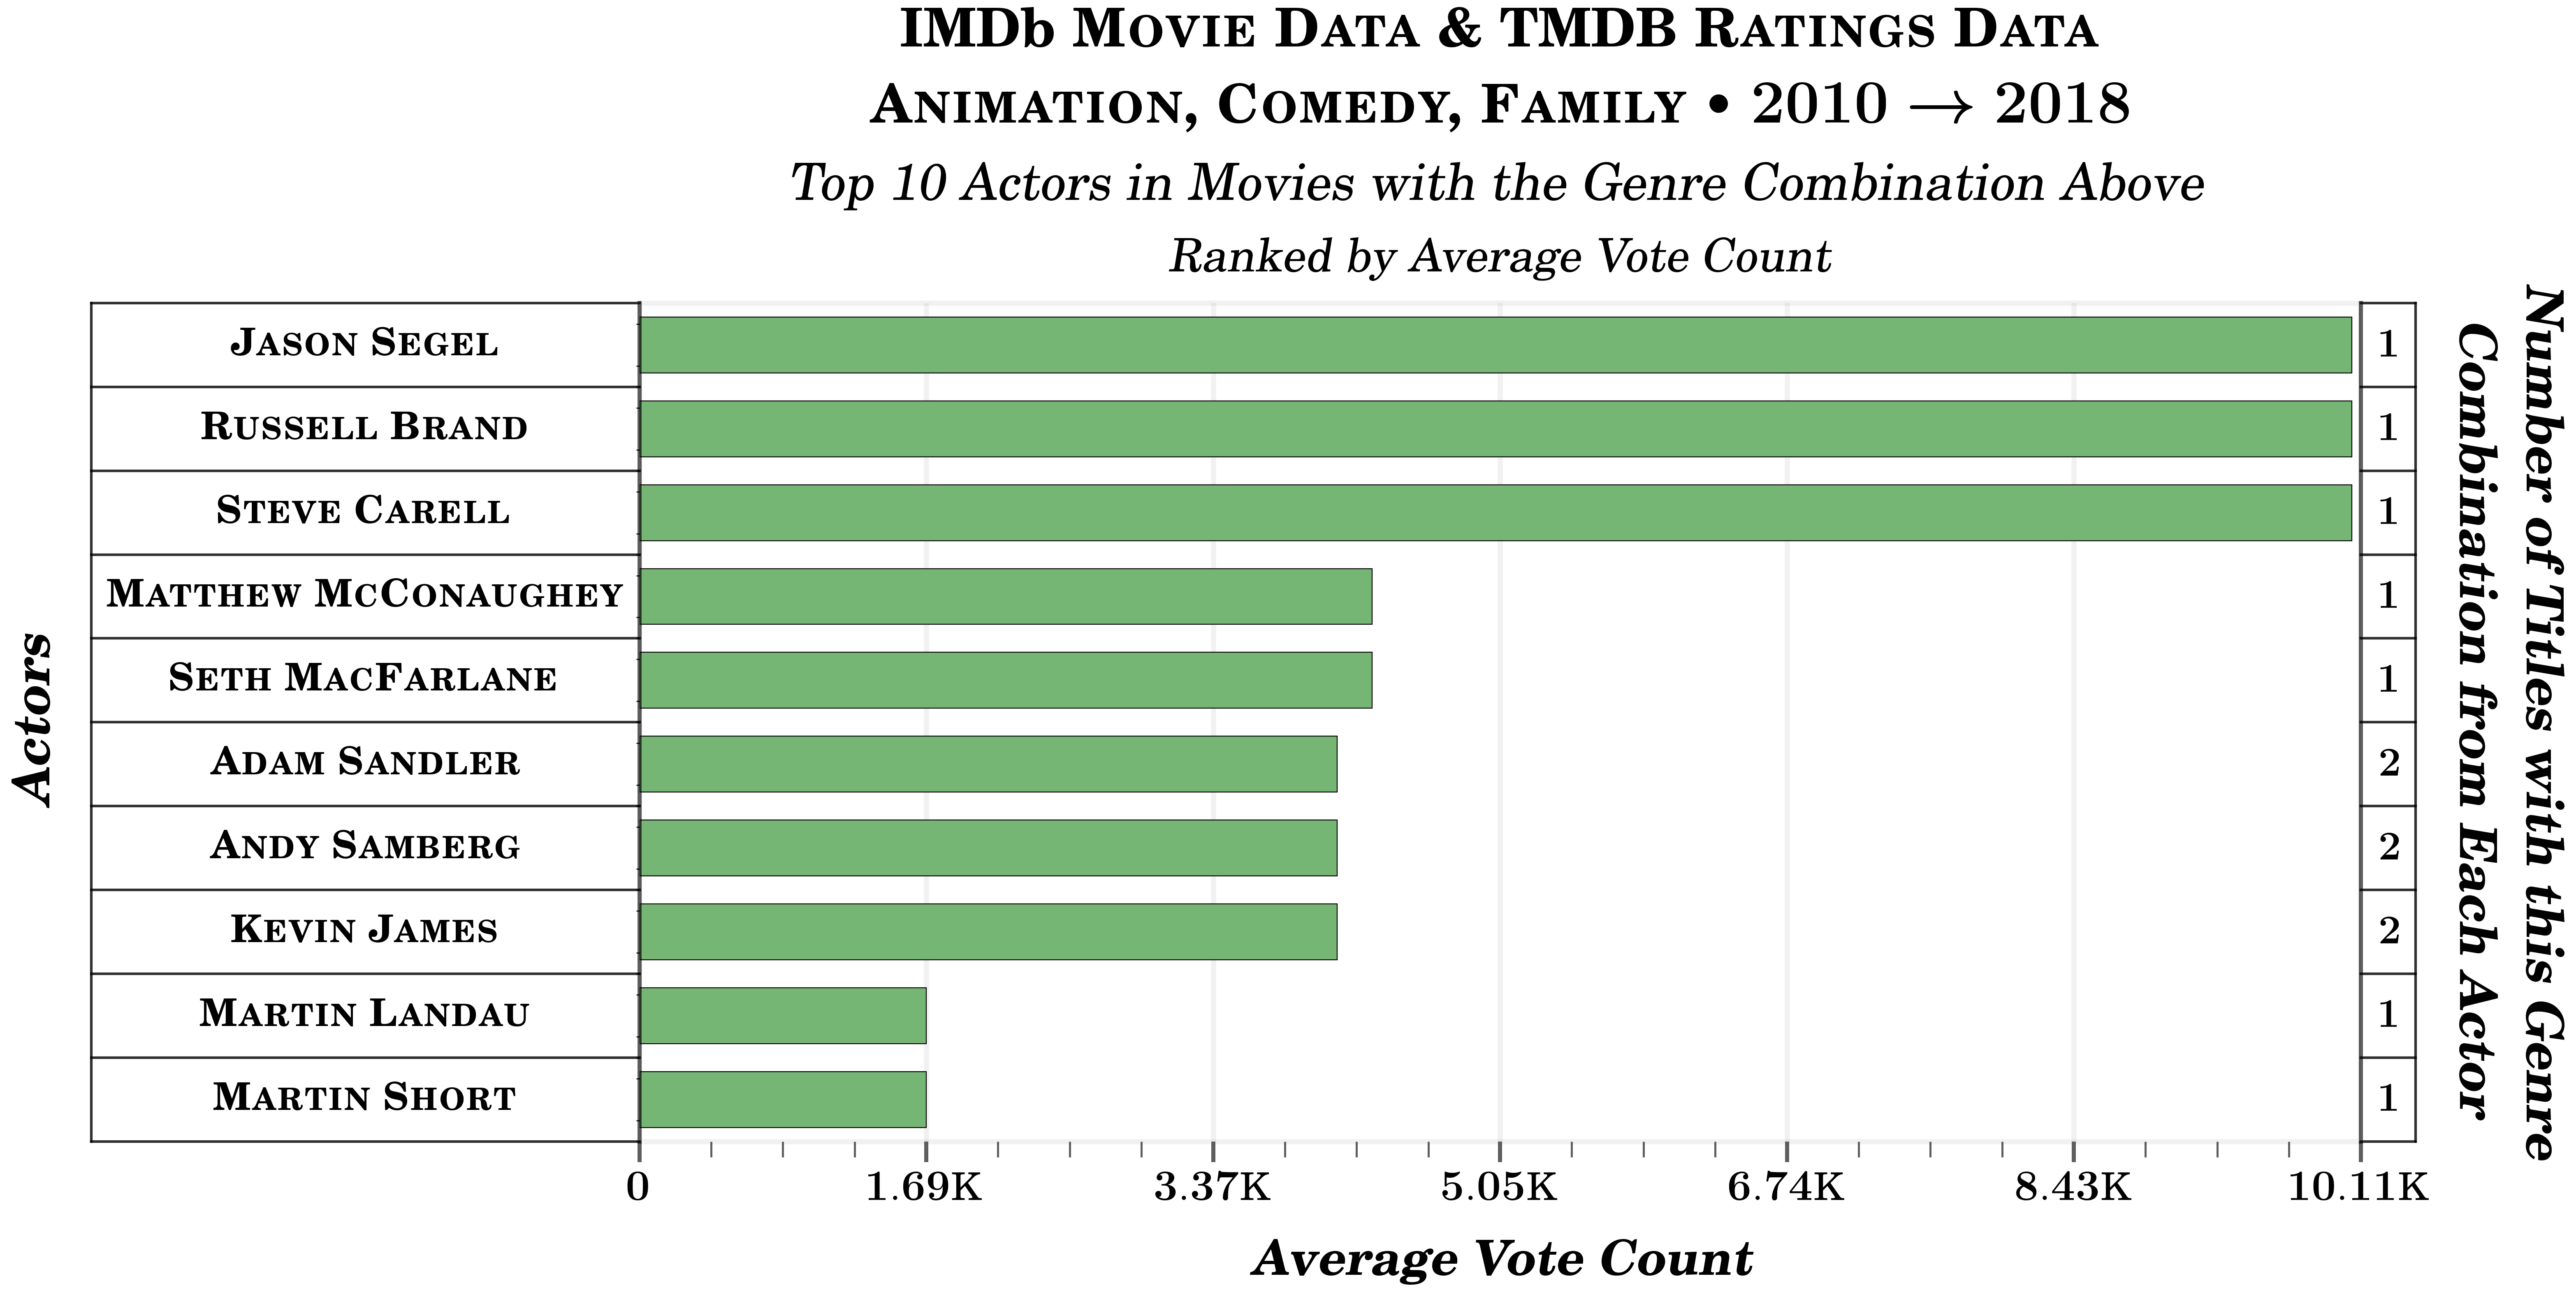 IMDb Movie Data & TMDB Ratings Data
Animation, Comedy, Family • 2010 → 2018
Top 10 Actors in Movies with the Genre Combination Above
Ranked by Average Vote Count
Actors
Jason Segel 1
Russell Brand 1
Steve Carell 1
Matthew McConaughey 1
Seth MacFarlane 1
Adam Sandler 2
Andy Samberg 2
Kevin James 2
Martin Landau 1
Martin Short 1
0 1.69K 3.37K 5.05K 6.74K 8.43K 10.11K
Average Vote Count
Number of Titles with this Genre
Combination from Each Actor